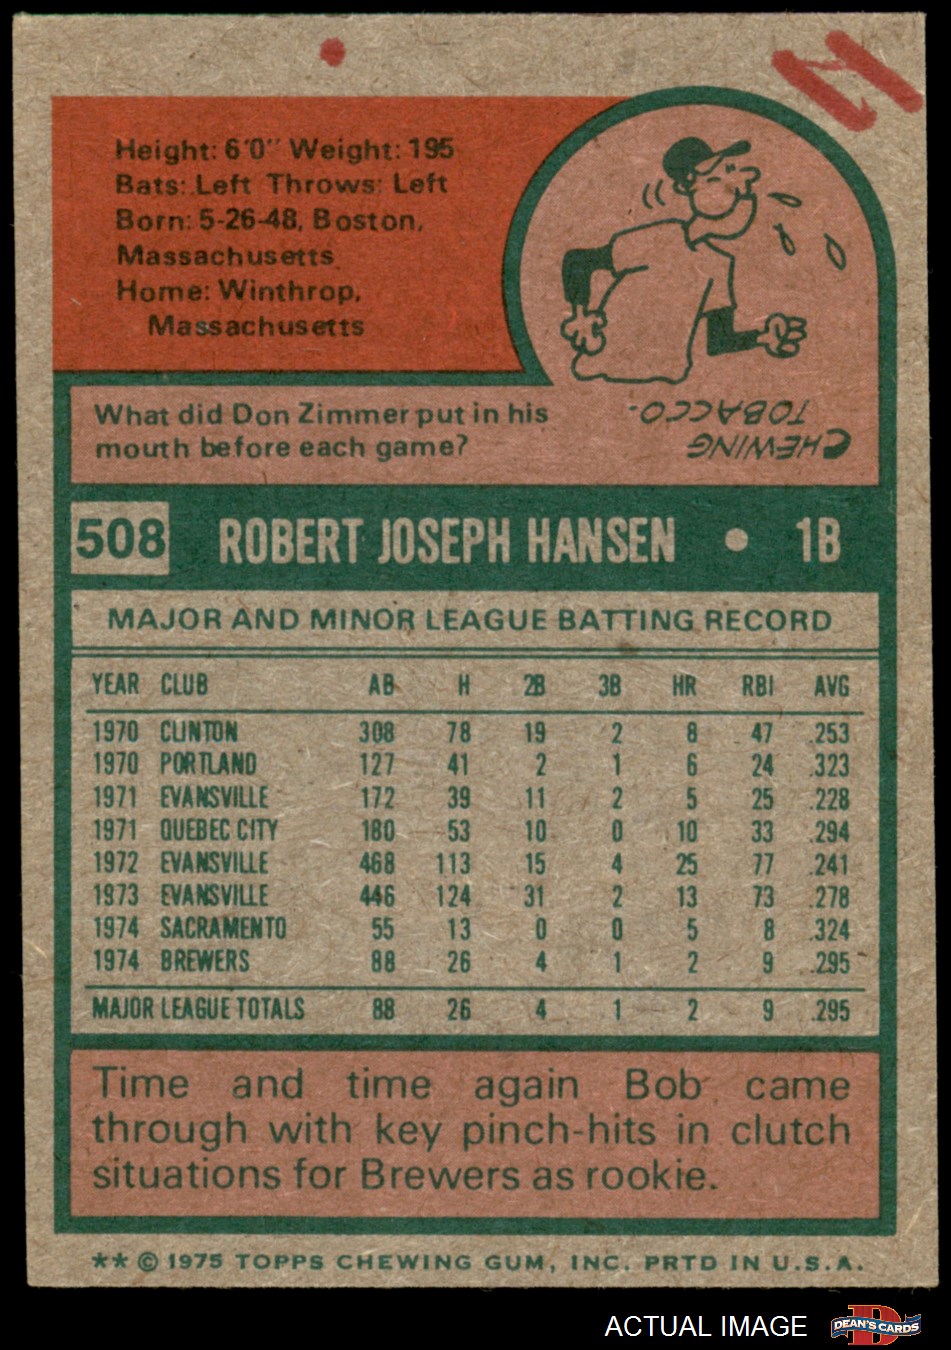 Height: 6'0" Weight: 195
Bats: Left Throws: Left
Born: 5-26-48, Boston,
Massachusetts
Home: Winthrop,
Massachusetts
What did Don Zimmer put in his
mouth before each game?
CHEWING
TOBACCO.
508 ROBERT JOSEPH HANSEN • 1B
MAJOR AND MINOR LEAGUE BATTING RECORD
YEAR CLUB AB H 2B 3B HR RBI AVG
1970 CLINTON 308 78 19 2 8 47 .253
1970 PORTLAND 127 41 2 1 6 24 .323
1971 EVANSVILLE 172 39 11 2 5 25 .228
1971 QUEBEC CITY 180 53 10 0 10 33 .294
1972 EVANSVILLE 468 113 15 4 25 77 .241
1973 EVANSVILLE 446 124 31 2 13 73 .278
1974 SACRAMENTO 55 13 0 0 5 8 .324
1974 BREWERS 88 26 4 1 2 9 .295
MAJOR LEAGUE TOTALS 88 26 4 1 2 9 .295
Time and time again Bob came
through with key pinch-hits in clutch
situations for Brewers as rookie.
** © 1975 TOPPS CHEWING GUM, INC. PRTD IN U.S.A.
ACTUAL IMAGE DEAN'S CARDS